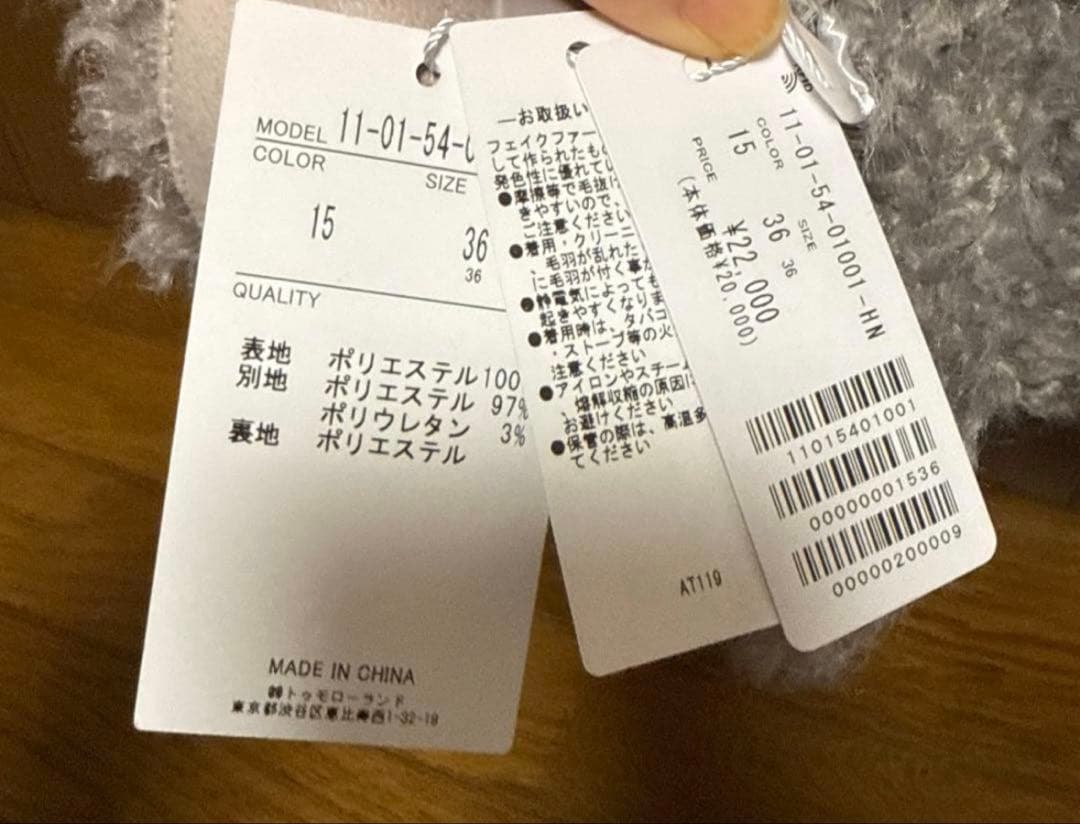 MODEL 11-01-54-0
COLOR
SIZE
15
36
36
QUALITY
表地 ポリエステル 100
別地 ポリエステル 97%
ポリウレタン 3%
裏地 ポリエステル
MADE IN CHINA
㈱トゥモローランド
東京都渋谷区恵比寿西1-32-18
―お取扱い
フェイクファー
して作られたもの
発色性に優れてい
●摩擦等で毛抜け
きやすいので、
ご注意ください
●着用・クリーニ
、毛羽が乱れた
に毛羽が付く事が
●静電気によっても
起きやすくなりま
●着用時は、タバコ
・ストーブ等の火
注意ください
●アイロンやスチーム
、熔解収縮の原因に
お避けください
●保管の際は、高温多
てください
AT119
11-01-54-01001-HN
COLOR SIZE
15 36 36
PRICE ¥22,000
(本体価格¥20,000)
11015401001
00000001536
00000200009